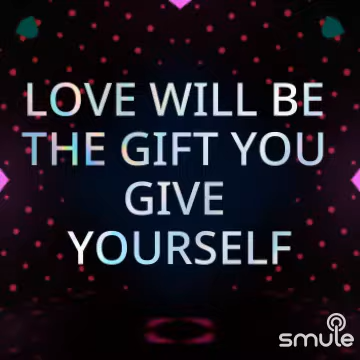 LOVE WILL BE
THE GIFT YOU
GIVE
YOURSELF
smule